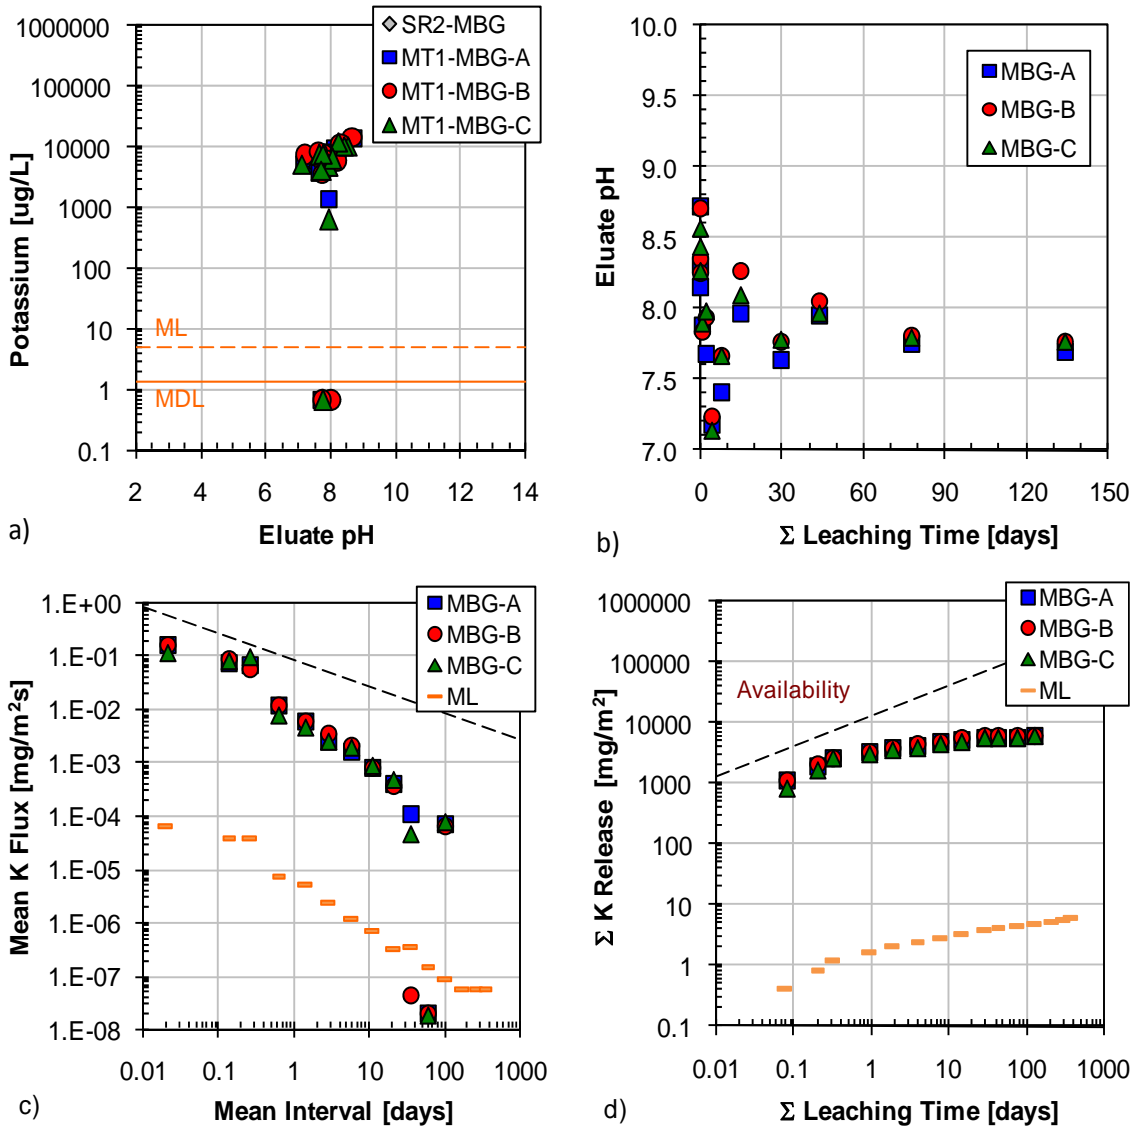 1000000
100000
10000
1000
100
10
1
0.1
Potassium [ug/L]
SR2-MBG
MT1-MBG-A
MT1-MBG-B
MT1-MBG-C
ML
MDL
2 4 6 8 10 12 14
Eluate pH
a)
10.0
9.5
9.0
8.5
8.0
7.5
7.0
Eluate pH
MBG-A
MBG-B
MBG-C
0 30 60 90 120 150
Σ Leaching Time [days]
b)
1.E+00
1.E-01
1.E-02
1.E-03
1.E-04
1.E-05
1.E-06
1.E-07
1.E-08
Mean K Flux [mg/m²s]
MBG-A
MBG-B
MBG-C
ML
0.01 0.1 1 10 100 1000
Mean Interval [days]
c)
1000000
100000
10000
1000
100
10
1
0.1
Σ K Release [mg/m²]
MBG-A
MBG-B
MBG-C
ML
Availability
0.01 0.1 1 10 100 1000
Σ Leaching Time [days]
d)